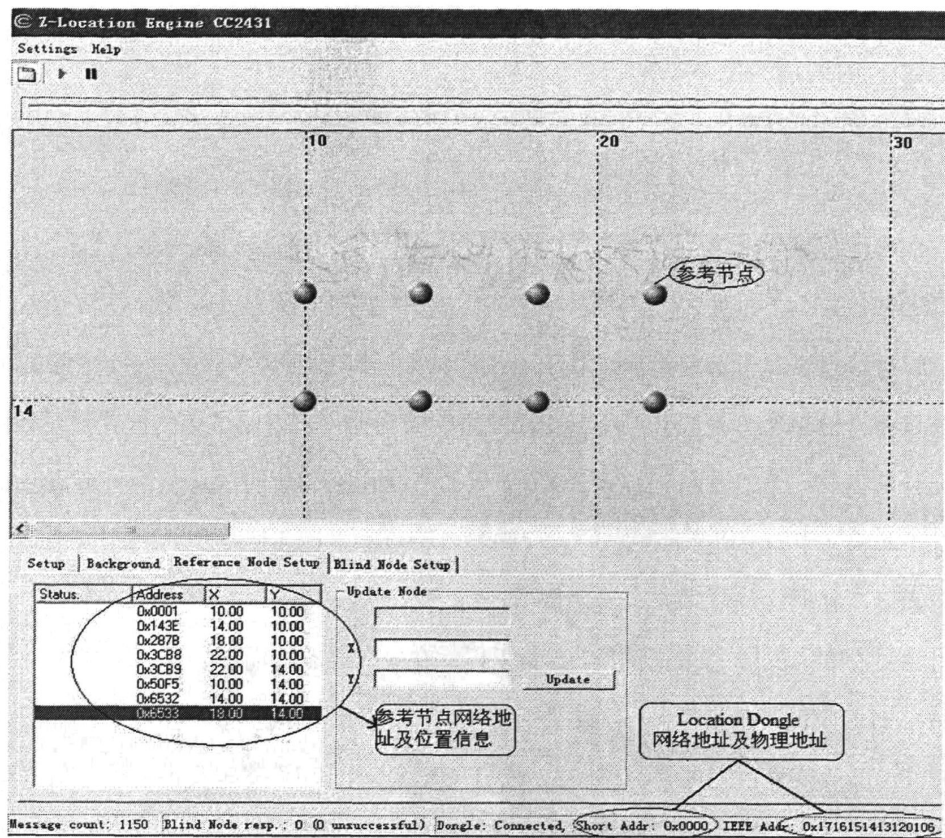 Z-Location Engine CC2431
Settings Help
10 20 30
参考节点
14
Setup Background Reference Node Setup Blind Node Setup
Status. Address X Y
0x0001 10.00 10.00
0x143E 14.00 10.00
0x287B 18.00 10.00
0x3CB8 22.00 10.00
0x3CB9 22.00 14.00
0x50F5 10.00 14.00
0x6532 14.00 14.00
0x6533 18.00 14.00
Update Node
X
Y
Update
参考节点网络地
址及位置信息
Location Dongle
网络地址及物理地址
Message count: 1150 Blind Node resp.: 0 (0 unsuccessful) Dongle: Connected, Short Addr: 0x0000 IEEE Addr: 0x1716151413120106